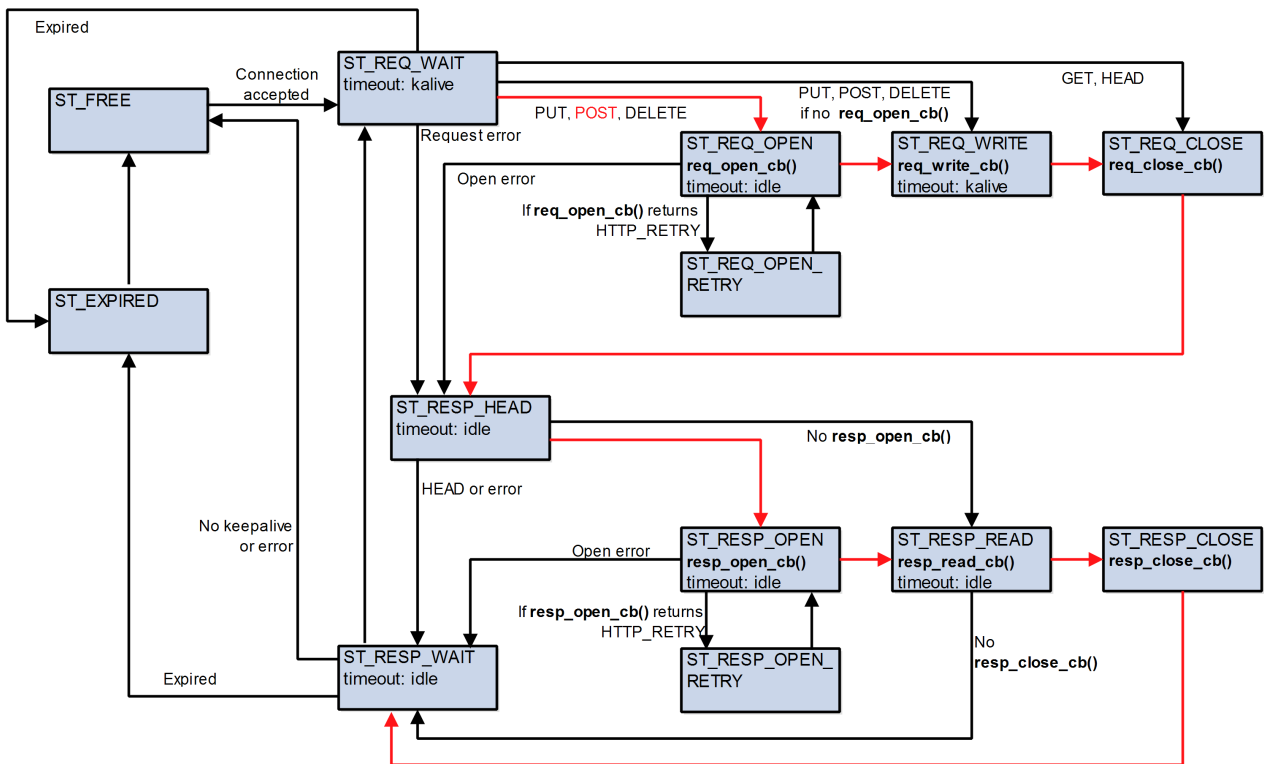 Expired
ST_REQ_WAIT
timeout: kalive
Connection
accepted
ST_FREE
GET, HEAD
PUT, POST, DELETE
if no req_open_cb()
PUT, POST, DELETE
Request error
ST_REQ_OPEN
req_open_cb()
timeout: idle
ST_REQ_WRITE
req_write_cb()
timeout: kalive
ST_REQ_CLOSE
req_close_cb()
Open error
If req_open_cb() returns
HTTP_RETRY
ST_REQ_OPEN_
RETRY
ST_EXPIRED
ST_RESP_HEAD
timeout: idle
No resp_open_cb()
HEAD or error
No keepalive
or error
Open error
ST_RESP_OPEN
resp_open_cb()
timeout: idle
ST_RESP_READ
resp_read_cb()
timeout: idle
ST_RESP_CLOSE
resp_close_cb()
If resp_open_cb() returns
HTTP_RETRY
ST_RESP_OPEN_
RETRY
No
resp_close_cb()
ST_RESP_WAIT
timeout: idle
Expired